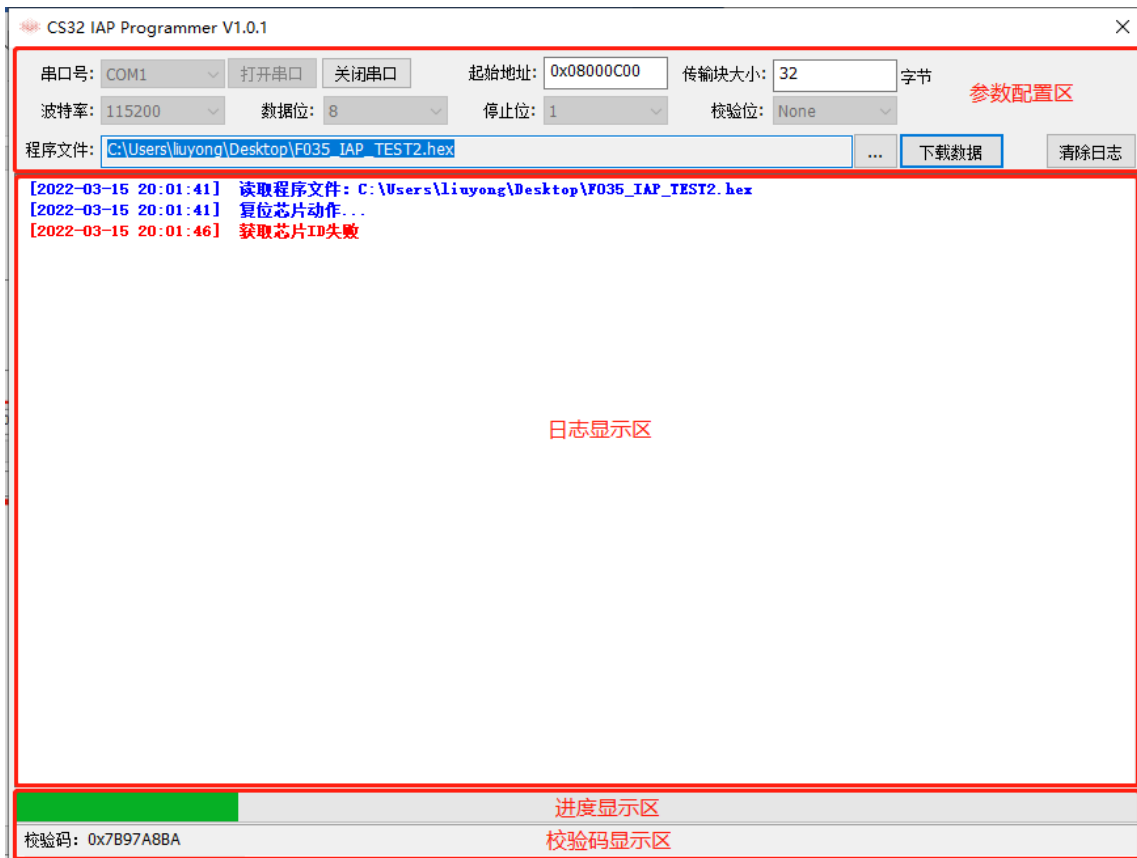 CS32 IAP Programmer V1.0.1
串口号: COM1 打开串口 关闭串口 起始地址: 0x08000C00 传输块大小: 32 字节
参数配置区
波特率: 115200 数据位: 8 停止位: 1 校验位: None
程序文件: C:\Users\liuyong\Desktop\F035_IAP_TEST2.hex ... 下载数据 清除日志
[2022-03-15 20:01:41] 读取程序文件: C:\Users\liuyong\Desktop\F035_IAP_TEST2.hex
[2022-03-15 20:01:41] 复位芯片动作...
[2022-03-15 20:01:46] 获取芯片ID失败
日志显示区
进度显示区
校验码: 0x7B97A8BA 校验码显示区